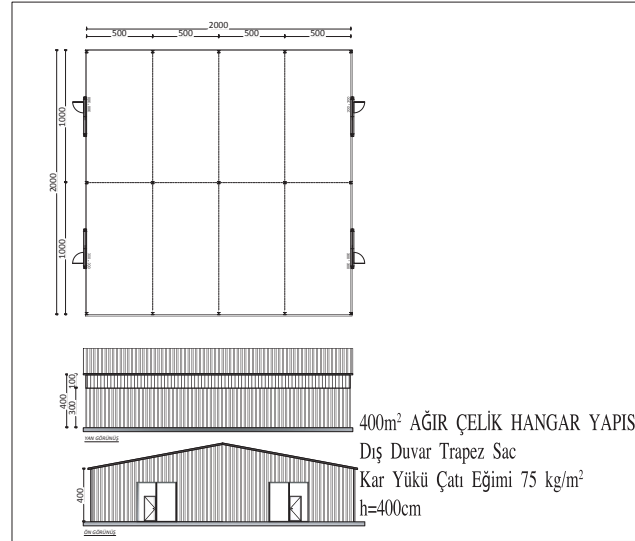 2000
500 500 500 500
1000
2000
1000
100
400
300
YAN GÖRÜNÜŞ
400
ÖN GÖRÜNÜŞ
400m² AĞIR ÇELİK HANGAR YAPIS
Dış Duvar Trapez Sac
Kar Yükü Çatı Eğimi 75 kg/m²
h=400cm